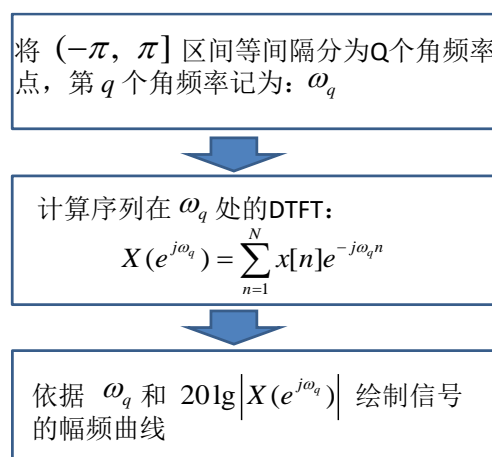 将 (−π, π] 区间等间隔分为Q个角频率
点，第 q 个角频率记为：ω_q
计算序列在 ω_q 处的DTFT：
X(e^{jω_q}) = \sum_{n=1}^{N} x[n]e^{-jω_q n}
依据 ω_q 和 20lg|X(e^{jω_q})| 绘制信号
的幅频曲线